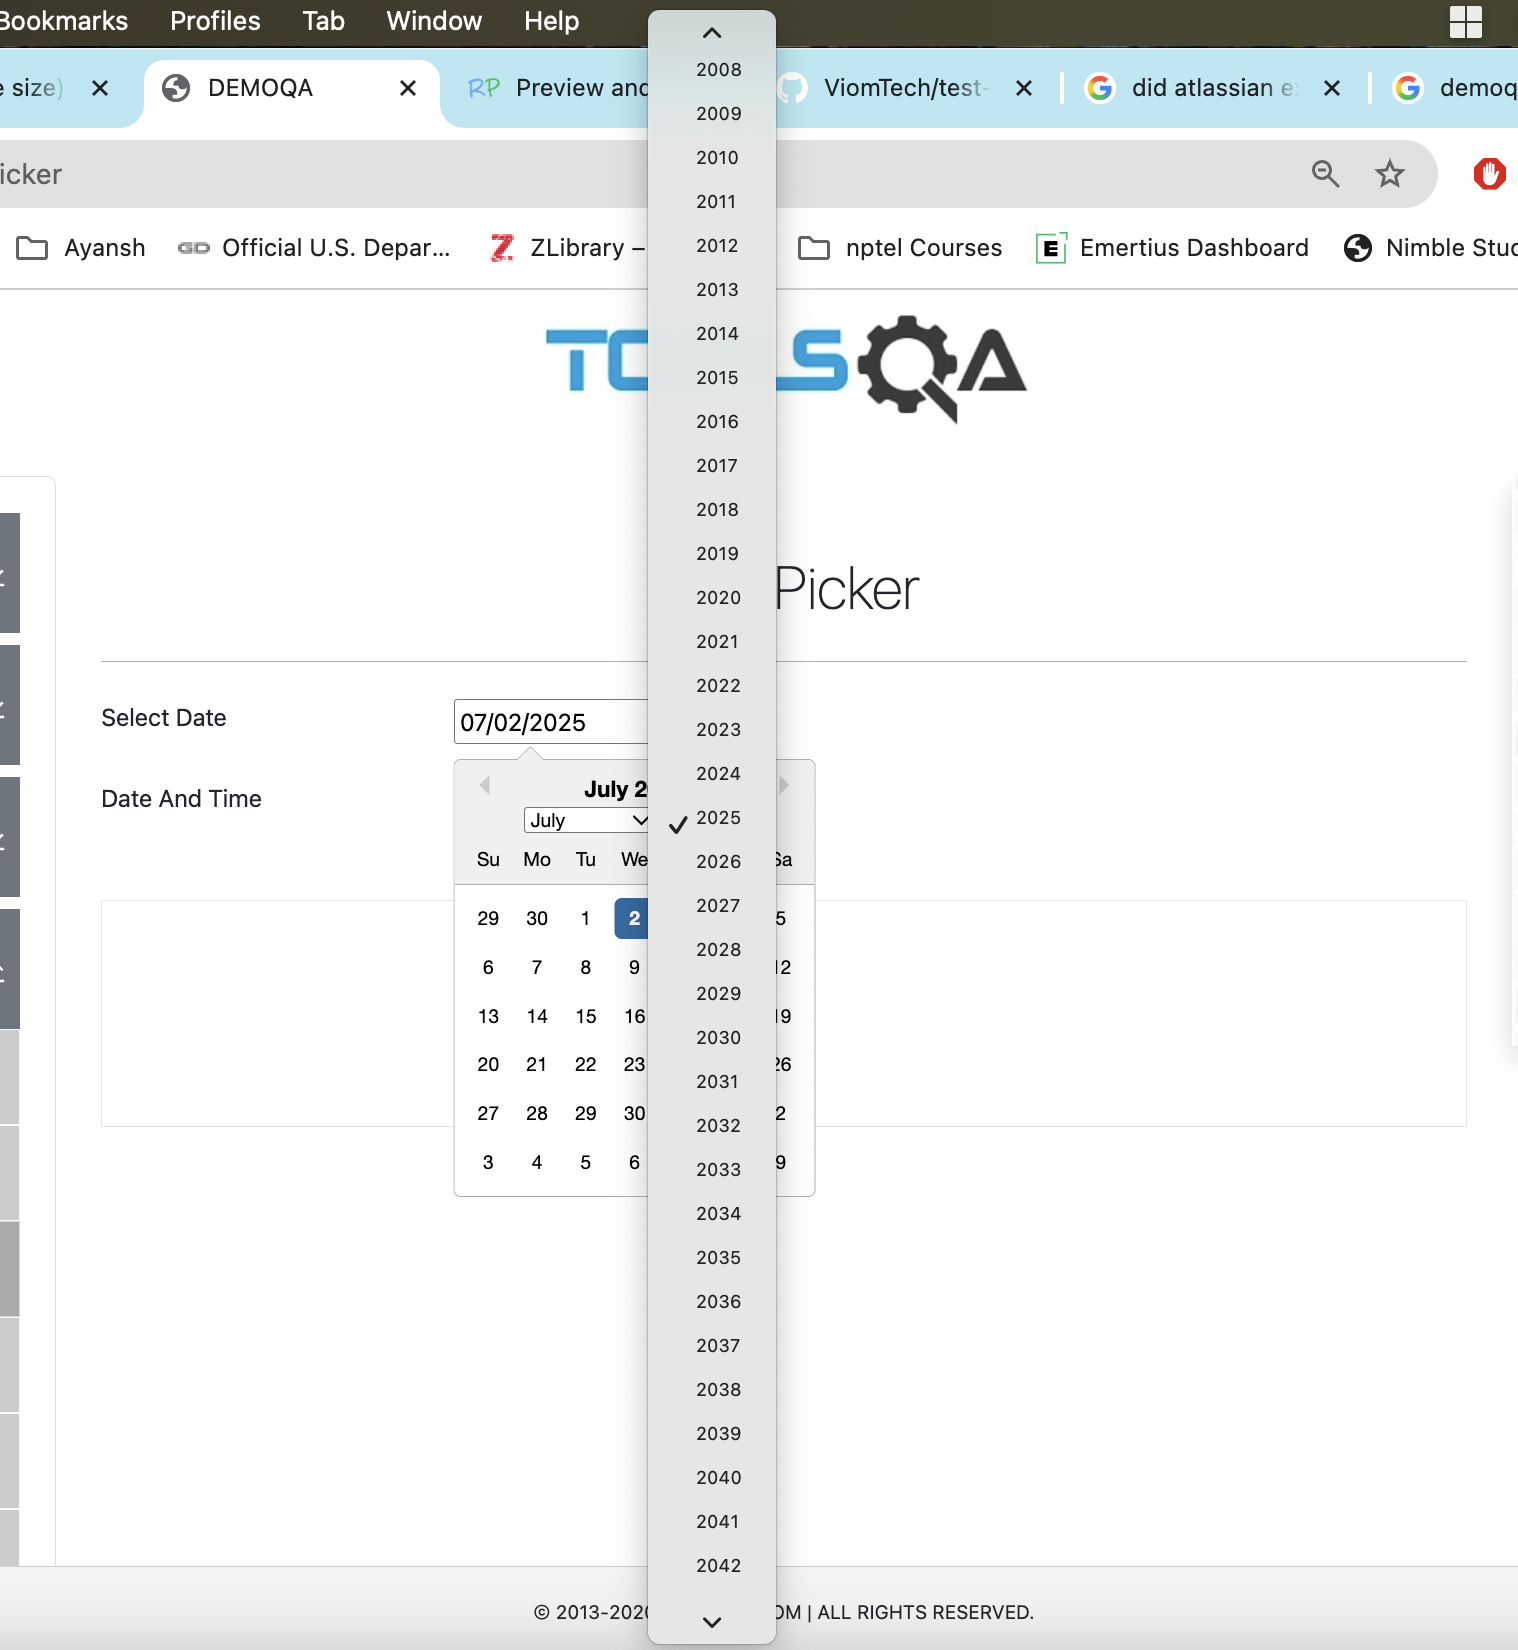 Bookmarks Profiles Tab Window Help
size) DEMOQA Preview and ViomTech/test- did atlassian demoq
icker
Ayansh Official U.S. Depar... ZLibrary – nptel Courses Emertius Dashboard Nimble Stud
QA
Picker
Select Date 07/02/2025
Date And Time
July
July
Su Mo Tu We Sa
29 30 1 2 5
6 7 8 9 12
13 14 15 16 19
20 21 22 23 26
27 28 29 30 2
3 4 5 6 9
2008
2009
2010
2011
2012
2013
2014
2015
2016
2017
2018
2019
2020
2021
2022
2023
2024
2025
2026
2027
2028
2029
2030
2031
2032
2033
2034
2035
2036
2037
2038
2039
2040
2041
2042
© 2013-202 OM | ALL RIGHTS RESERVED.